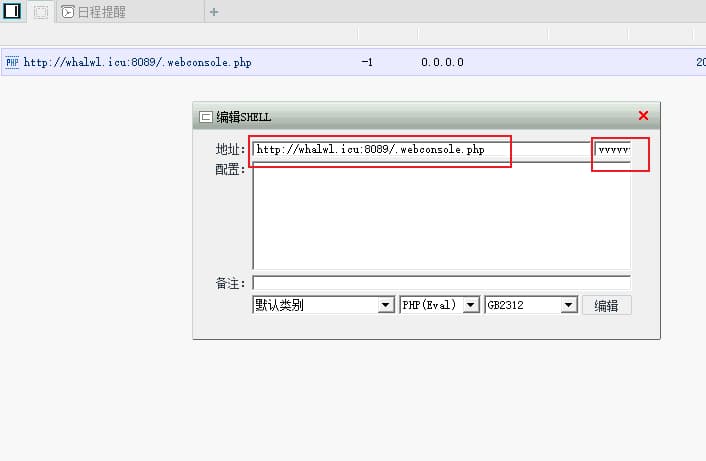 日程提醒
PHP http://whalwl.icu:8089/.webconsole.php -1 0.0.0.0 20
编辑SHELL
地址: http://whalwl.icu:8089/.webconsole.php vvvvv
配置:
备注:
默认类别 PHP(Eval) GB2312 编辑